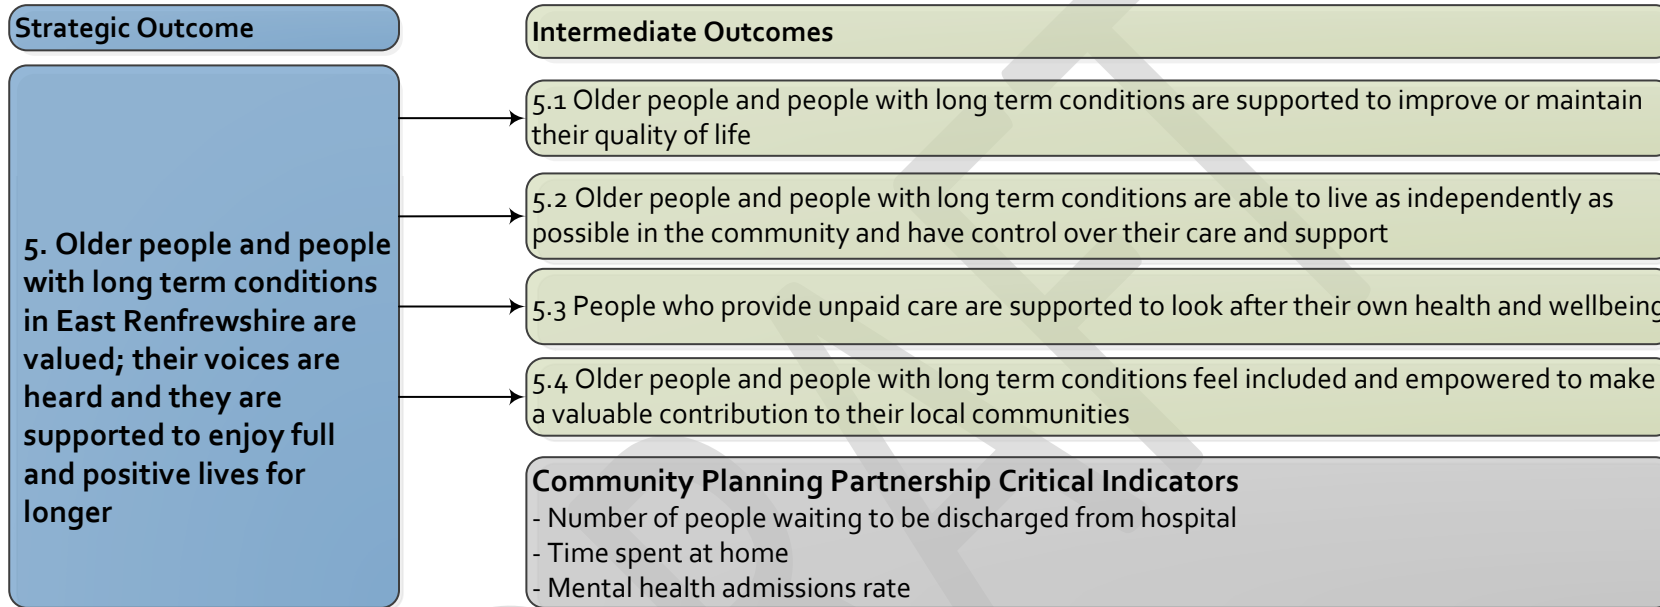 Strategic Outcome
5. Older people and people
with long term conditions
in East Renfrewshire are
valued; their voices are
heard and they are
supported to enjoy full
and positive lives for
longer
Intermediate Outcomes
5.1 Older people and people with long term conditions are supported to improve or maintain
their quality of life
5.2 Older people and people with long term conditions are able to live as independently as
possible in the community and have control over their care and support
5.3 People who provide unpaid care are supported to look after their own health and wellbeing
5.4 Older people and people with long term conditions feel included and empowered to make
a valuable contribution to their local communities
Community Planning Partnership Critical Indicators
- Number of people waiting to be discharged from hospital
- Time spent at home
- Mental health admissions rate
DRAFT